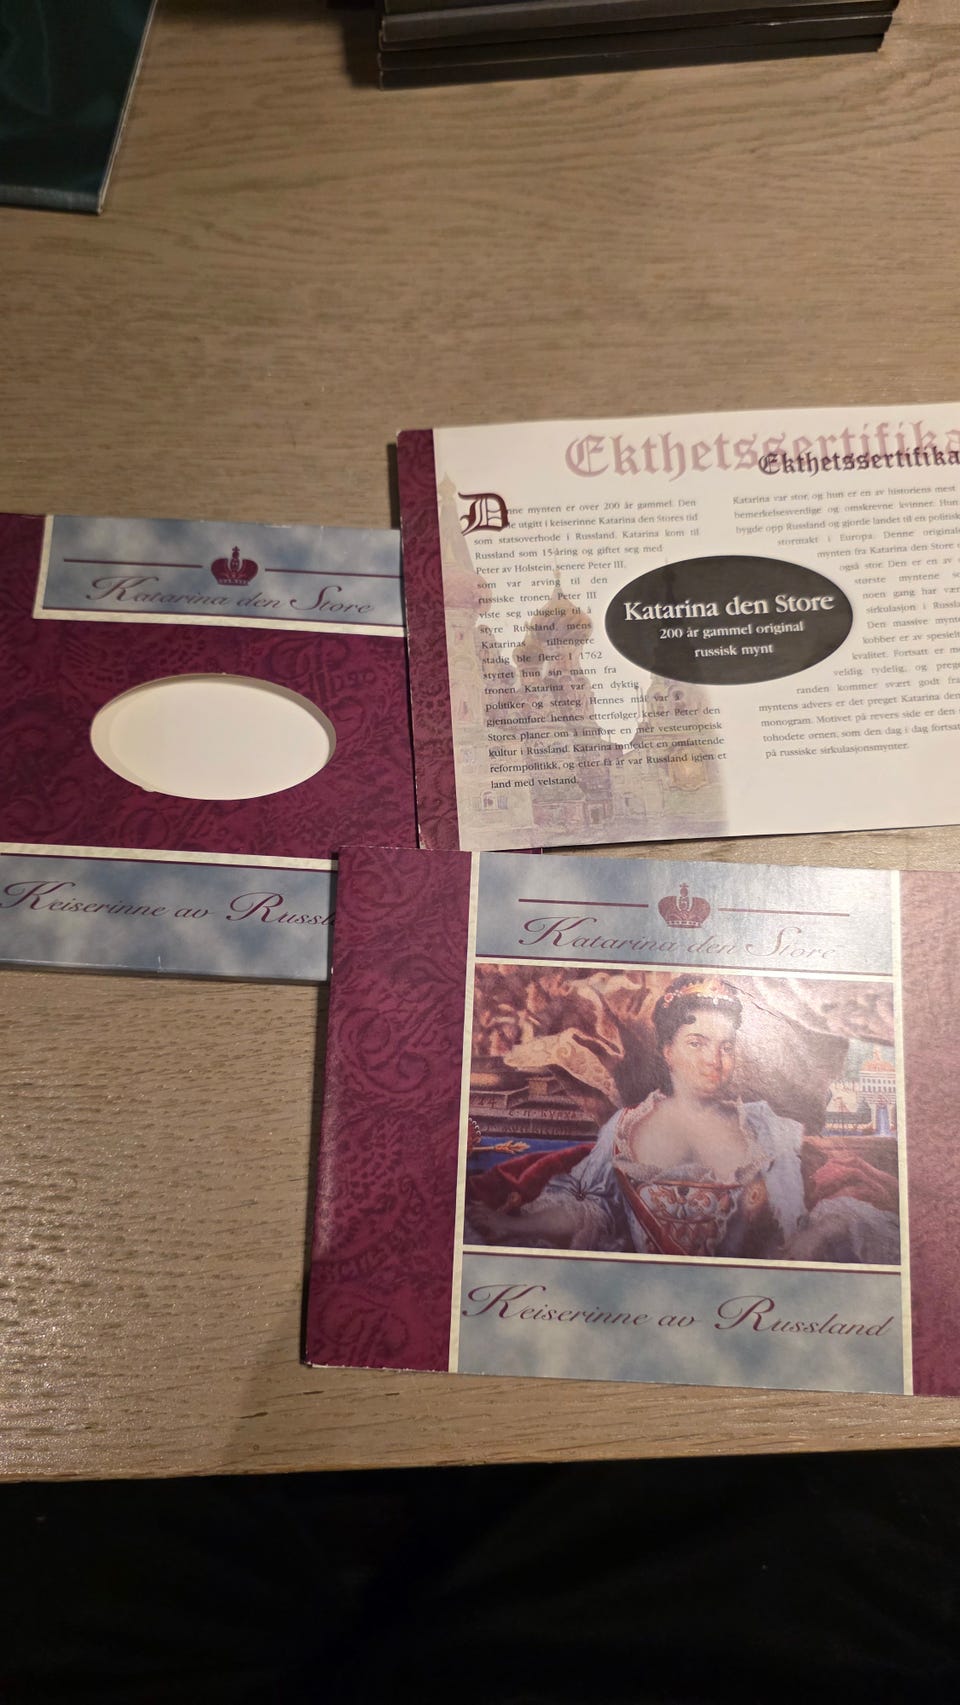 Katarina den Store
Keiserinne av
Ekthetssertifika
Ekthetssertifika
Denne mynten er over 200 år gammel. Den
ble utgitt i keiserinne Katarina den Stores tid
som statsoverhode i Russland. Katarina kom til
Russland som 15-åring og giftet seg med
Peter av Holstein, senere Peter III,
som var arving til den
russiske tronen. Peter III
viste seg udugelig til å
styre Russland, mens
Katarinas tilhengere
stadig ble flere. I 1762
styrtet hun sin mann fra
tronen. Katarina var en dyktig
politiker og strateg. Hennes mål var å
gjennomføre hennes etterfølger keiser Peter den
Stores planer om å innføre en mer vesteuropeisk
kultur i Russland. Katarina innledet en omfattende
reformpolitikk, og etter få år var Russland igjen et
land med velstand.
Katarina den Store
200 år gammel original
russisk mynt
Katarina var stor, og hun er en av historiens mest
bemerkelsesverdige og omskrevne kvinner. Hun
bygde opp Russland og gjorde landet til en politisk
stormakt i Europa. Denne original
mynten fra Katarina den Store
også stor. Den er en av
største myntene so
noen gang har vær
sirkulasjon i Russla
Den massive mynt
kobber er av spesielt
kvalitet. Fortsatt er m
veldig tydelig, og preg
randen kommer svært godt fra
myntens advers er det preget Katarina den
monogram. Motivet på revers side er den
tohodete ørnen, som den dag i dag fortsat
på russiske sirkulasjonsmynter.
Katarina den Store
Keiserinne av Russland